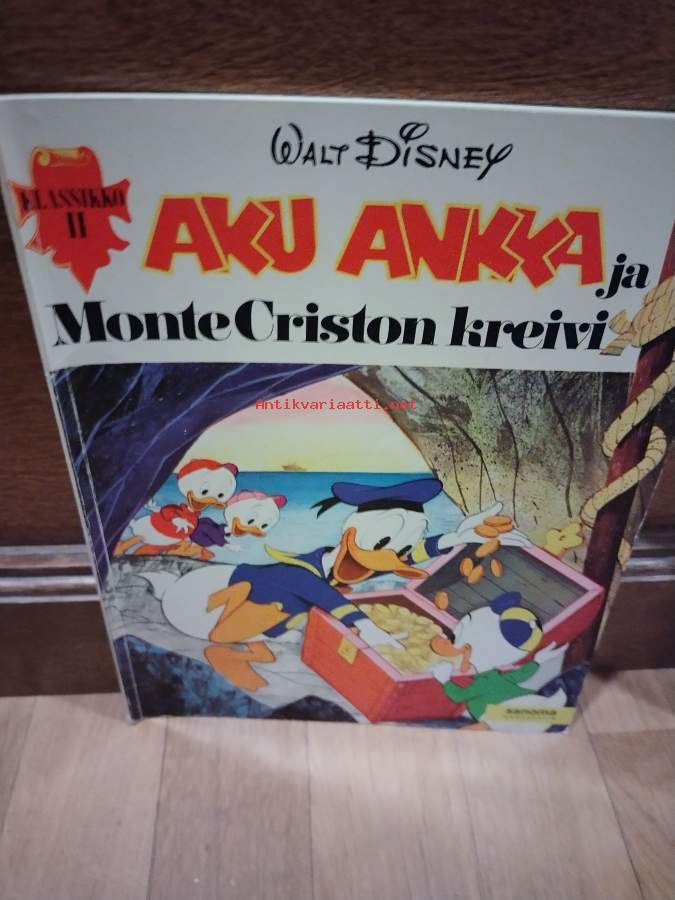 WALT DISNEY
KLASSIKKO
II
AKU ANKKA ja
Monte Criston kreivi
Antikvariaatti.net
sanoma